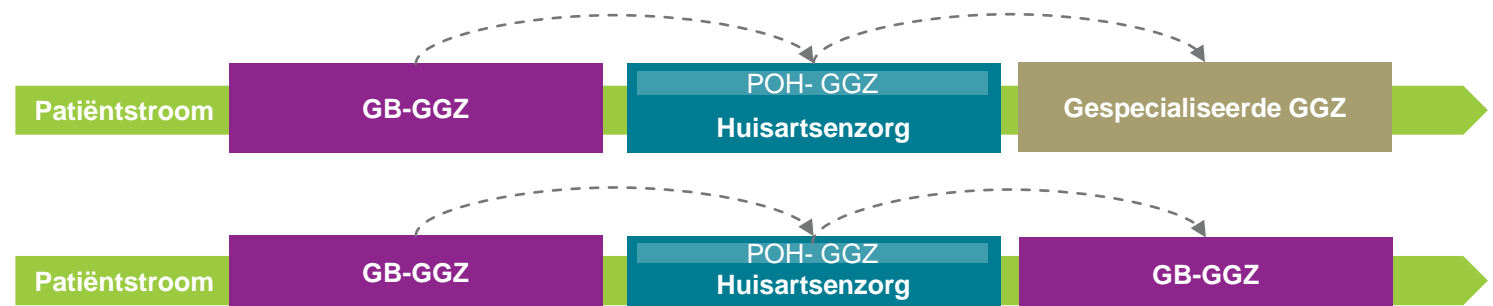 Patiëntstroom
GB-GGZ
POH- GGZ
Huisartsenzorg
Gespecialiseerde GGZ
Patiëntstroom
GB-GGZ
POH- GGZ
Huisartsenzorg
GB-GGZ